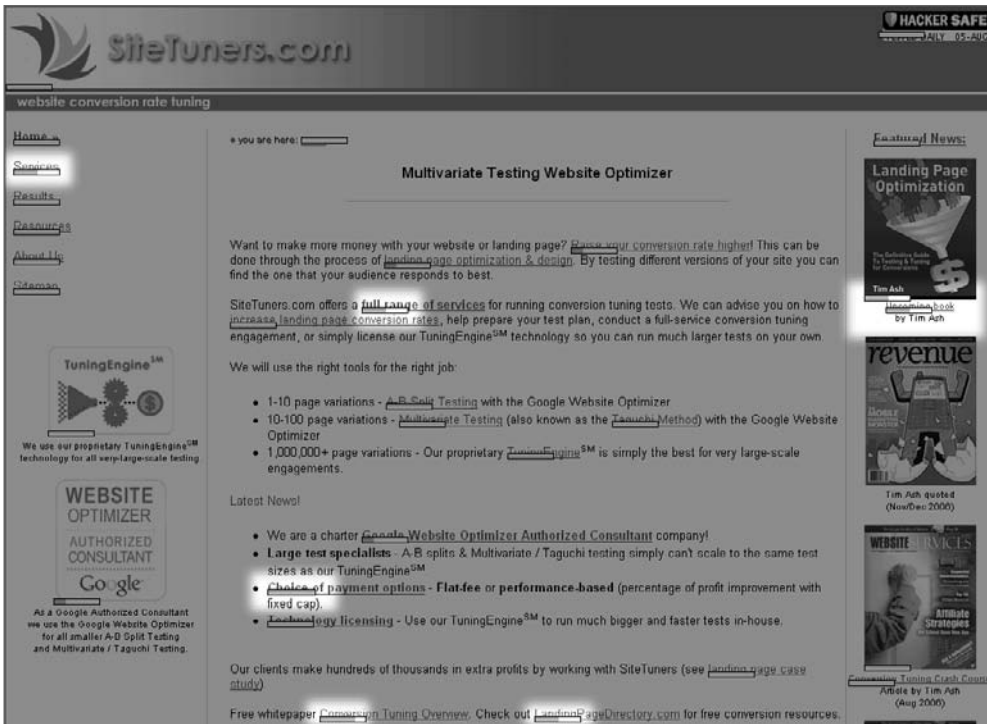 SiteTuners.com
HACKER SAFE
DAILY 05-AUG
website conversion rate tuning
Home »
Services
Results
Resources
About Us
Sitemap
TuningEngine℠
We use our proprietary TuningEngine℠
technology for all very-large-scale testing.
WEBSITE
OPTIMIZER
AUTHORIZED
CONSULTANT
Google
As a Google Authorized Consultant
we use the Google Website Optimizer
for all smaller A-B Split Testing
and Multivariate / Taguchi Testing.
» you are here:
Multivariate Testing Website Optimizer
Want to make more money with your website or landing page? Raise your conversion rate higher! This can be
done through the process of landing page optimization & design. By testing different versions of your site you can
find the one that your audience responds to best.
SiteTuners.com offers a full range of services for running conversion tuning tests. We can advise you on how to
increase landing page conversion rates, help prepare your test plan, conduct a full-service conversion tuning
engagement, or simply license our TuningEngine℠ technology so you can run much larger tests on your own.
We will use the right tools for the right job:
• 1-10 page variations - A-B Split Testing with the Google Website Optimizer
• 10-100 page variations - Multivariate Testing (also known as the Taguchi Method) with the Google Website
Optimizer
• 1,000,000+ page variations - Our proprietary TuningEngine℠ is simply the best for very large-scale
engagements.
Latest News!
• We are a charter Google Website Optimizer Authorized Consultant company!
• Large test specialists - A-B splits & Multivariate / Taguchi testing simply can't scale to the same test
sizes as our TuningEngine℠
• Choice of payment options - Flat-fee or performance-based (percentage of profit improvement with
fixed cap).
• Technology licensing - Use our TuningEngine℠ to run much bigger and faster tests in-house.
Our clients make hundreds of thousands in extra profits by working with SiteTuners (see landing page case
study)
Free whitepaper Conversion Tuning Overview. Check out LandingPageDirectory.com for free conversion resources.
Featured News:
Landing Page
Optimization
The Definitive Guide
To Testing & Tuning
for Conversions
Tim Ash
Upcoming book
by Tim Ash
revenue
Tim Ash quoted
(Nov/Dec 2006)
WEBSITE SERVICES
Affiliate
Strategies
Conversion Tuning Crash Course
Article by Tim Ash
(Aug 2006)